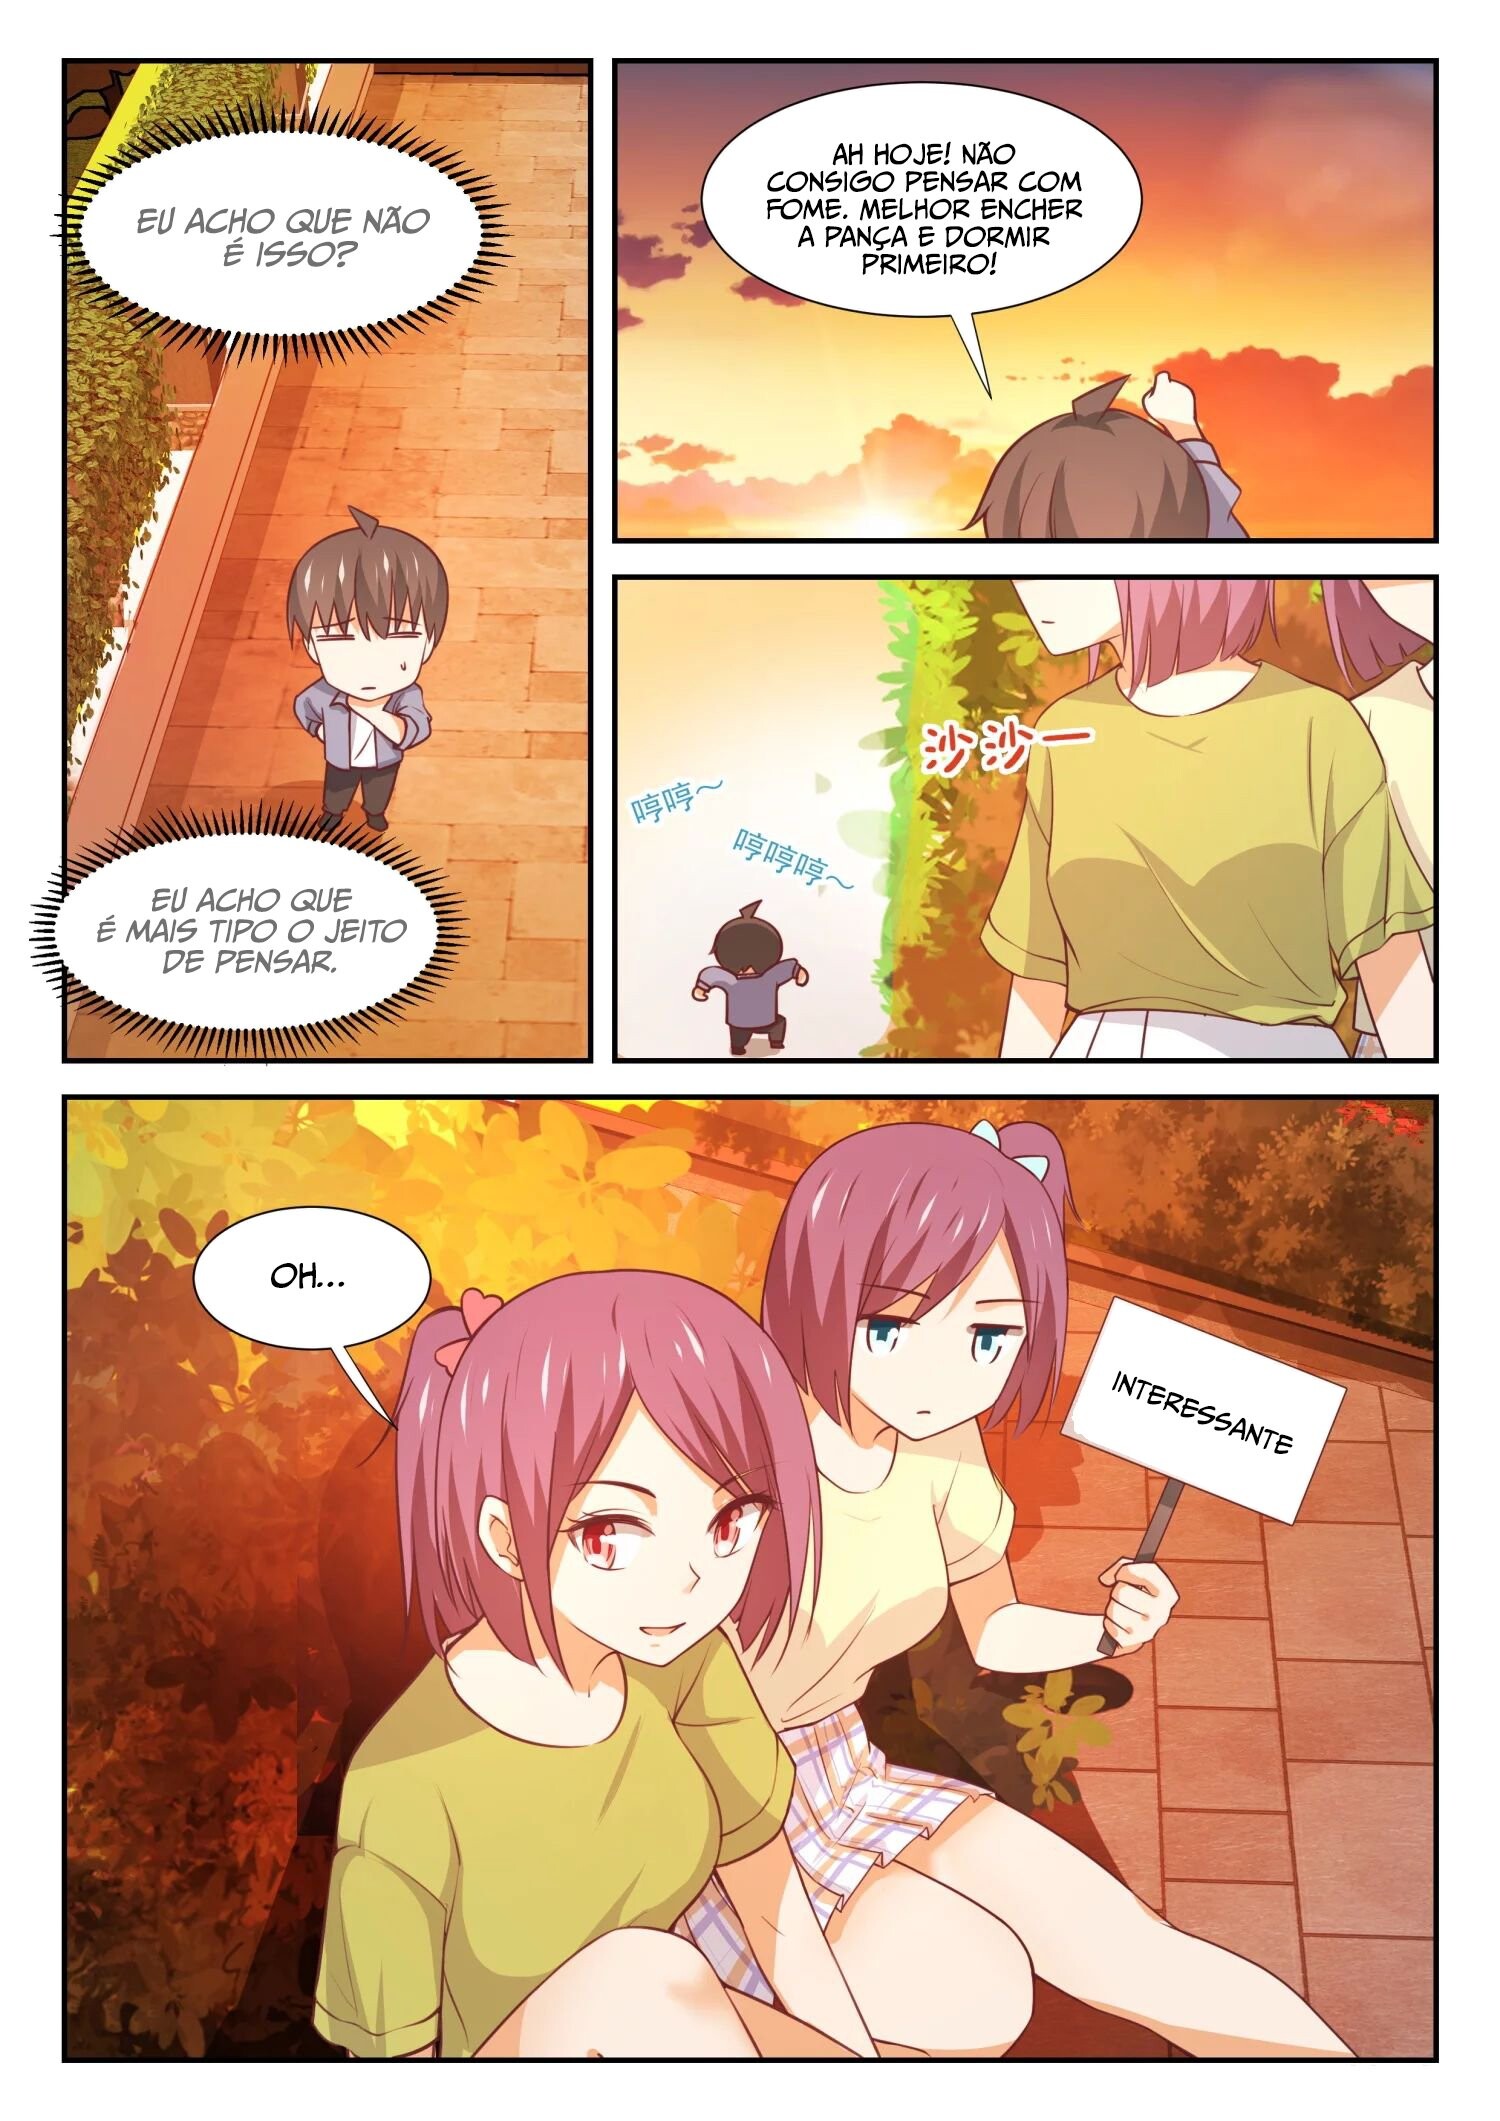 EU ACHO QUE NÃO
É ISSO?
EU ACHO QUE
É MAIS TIPO O JEITO
DE PENSAR.
AH HOJE! NÃO
CONSIGO PENSAR COM
FOME. MELHOR ENCHER
A PANÇA E DORMIR
PRIMEIRO!
沙沙一
哼哼~
哼哼哼~
OH...
INTERESSANTE